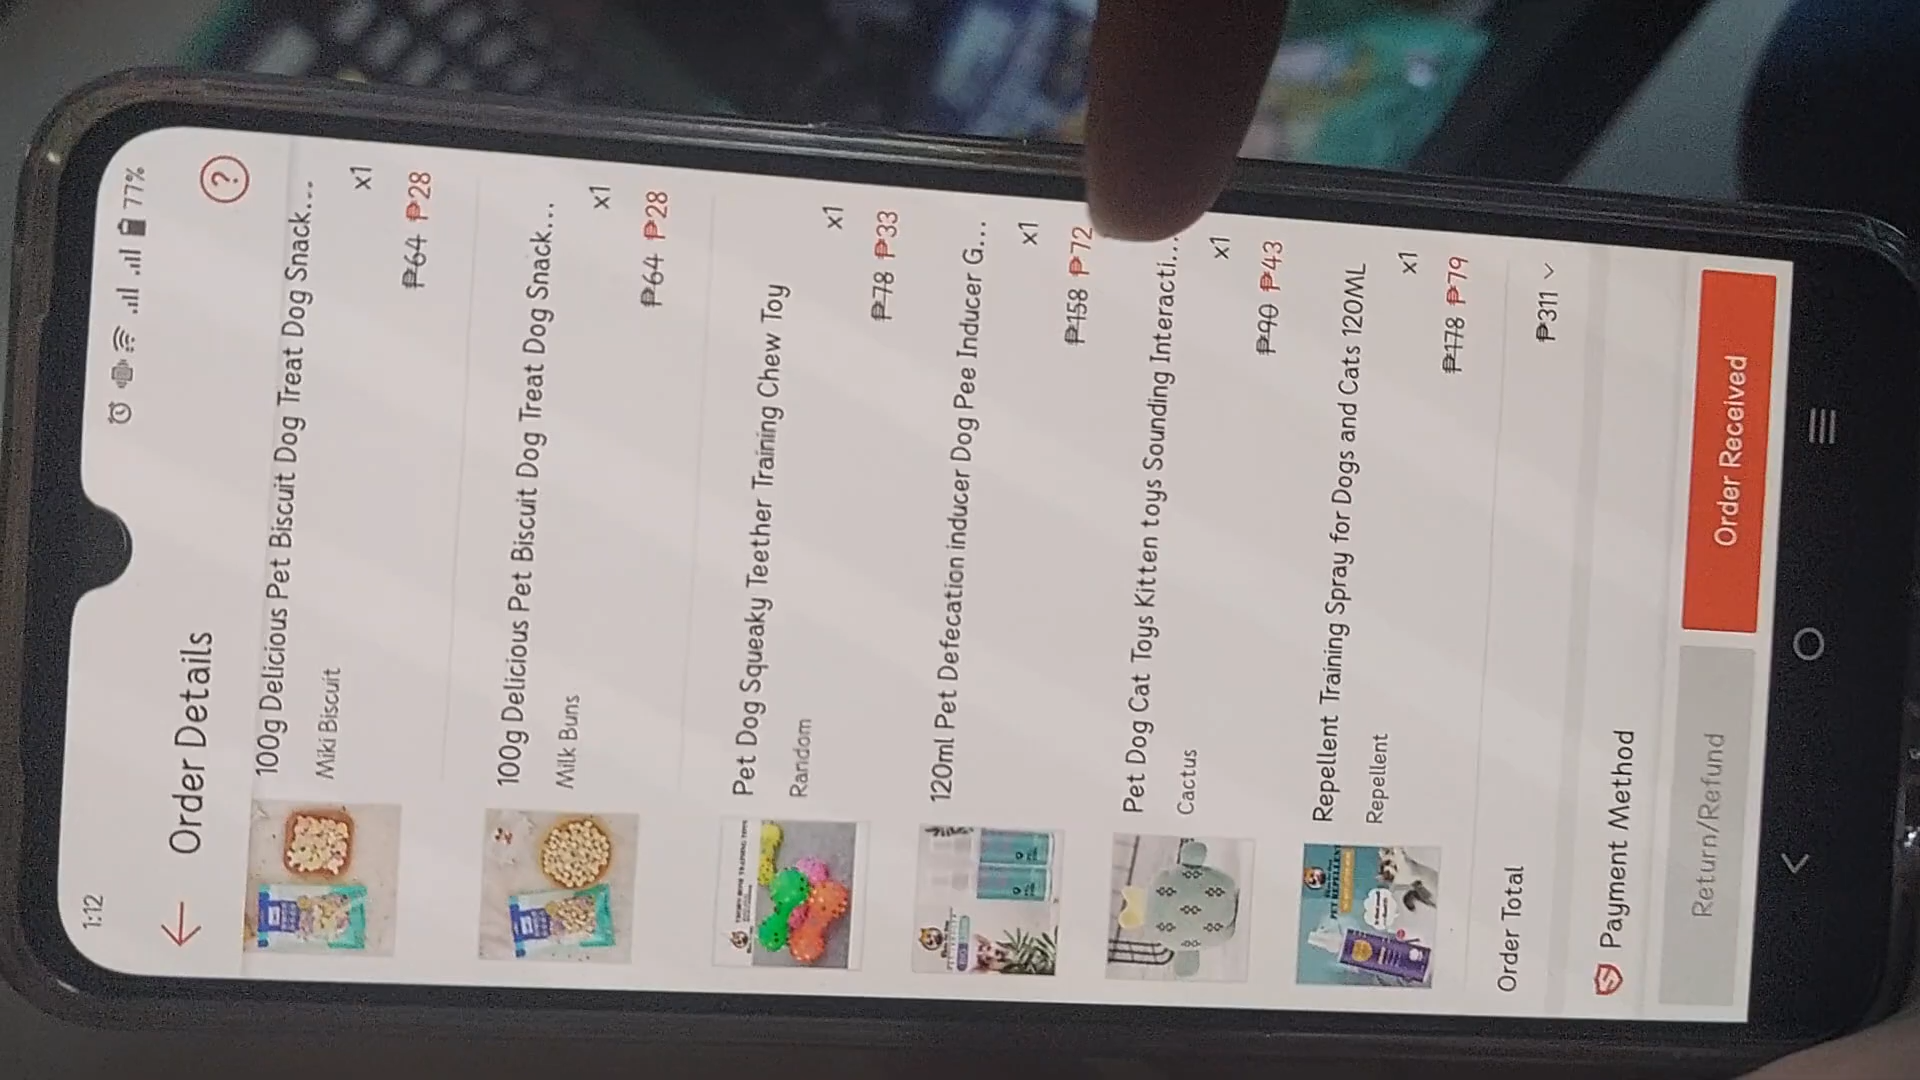 1:12
77%
Order Details
?
100g Delicious Pet Biscuit Dog Treat Dog Snack...
Miki Biscuit
x1
₱64 ₱28
100g Delicious Pet Biscuit Dog Treat Dog Snack...
Milk Buns
x1
₱64 ₱28
Pet Dog Squeaky Teether Training Chew Toy
Random
x1
₱78 ₱33
120ml Pet Defecation inducer Dog Pee Inducer G...
x1
₱158 ₱72
Pet Dog Cat Toys Kitten toys Sounding Interacti...
Cactus
x1
₱90 ₱43
Repellent Training Spray for Dogs and Cats 120ML
Repellent
x1
₱178 ₱79
Order Total
₱311
Payment Method
Return/Refund
Order Received